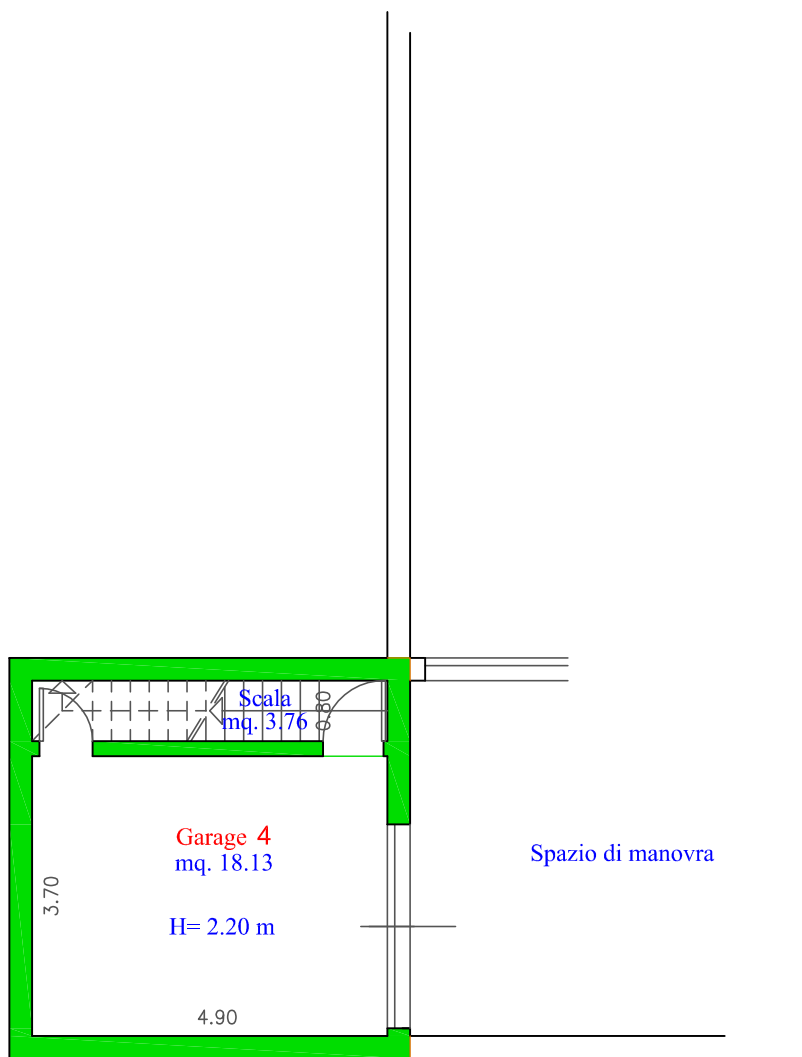 Scala
mq. 3.76
0.80
Garage 4
mq. 18.13
Spazio di manovra
3.70
H= 2.20 m
4.90